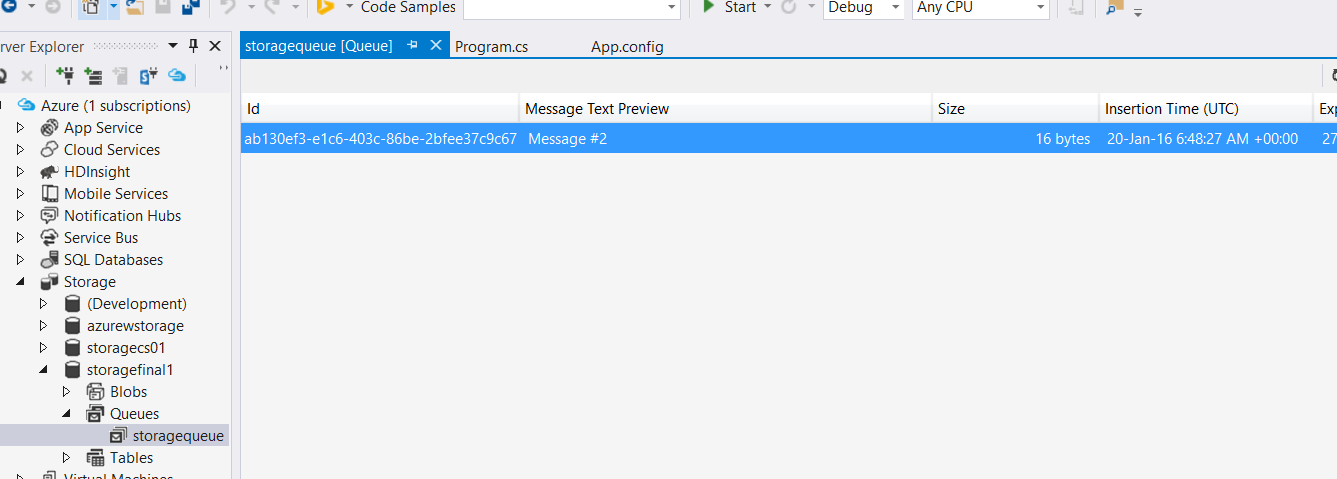 Code Samples Start Debug Any CPU
rver Explorer
storagequeue [Queue] Program.cs App.config
Azure (1 subscriptions)
App Service
Cloud Services
HDInsight
Mobile Services
Notification Hubs
Service Bus
SQL Databases
Storage
(Development)
azurewstorage
storagecs01
storagefinal1
Blobs
Queues
storagequeue
Tables
Virtual Machines
Id Message Text Preview Size Insertion Time (UTC) Exp
ab130ef3-e1c6-403c-86be-2bfee37c9c67 Message #2 16 bytes 20-Jan-16 6:48:27 AM +00:00 27